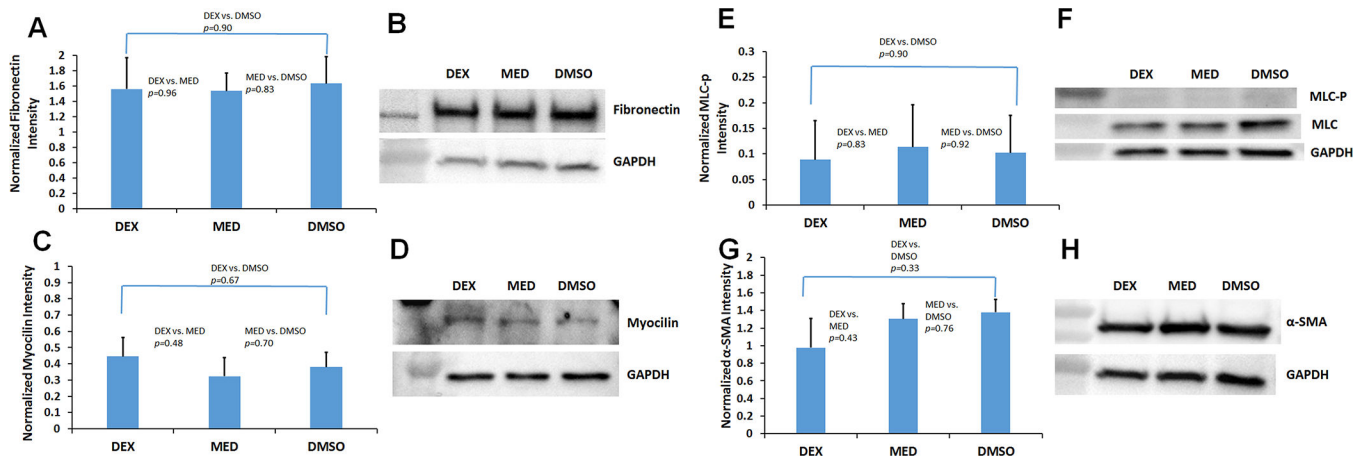 A
DEX vs. DMSO
p=0.90
Normalized Fibronectin
Intensity
2
1.8
1.6
1.4
1.2
1
0.8
0.6
0.4
0.2
0
DEX vs. MED
p=0.96
MED vs. DMSO
p=0.83
DEX MED DMSO
B
DEX MED DMSO
Fibronectin
GAPDH
C
DEX vs. DMSO
p=0.67
Normalized Myocilin Intensity
1
0.9
0.8
0.7
0.6
0.5
0.4
0.3
0.2
0.1
0
DEX vs. MED
p=0.48
MED vs. DMSO
p=0.70
DEX MED DMSO
D
DEX MED DMSO
Myocilin
GAPDH
E
DEX vs. DMSO
p=0.90
Normalized MLC-p
Intensity
0.3
0.25
0.2
0.15
0.1
0.05
0
DEX vs. MED
p=0.83
MED vs. DMSO
p=0.92
DEX MED DMSO
F
DEX MED DMSO
MLC-P
MLC
GAPDH
G
DEX vs.
DMSO
p=0.33
Normalized α-SMA Intensity
2
1.8
1.6
1.4
1.2
1
0.8
0.6
0.4
0.2
0
DEX vs.
MED
p=0.43
MED vs.
DMSO
p=0.76
DEX MED DMSO
H
DEX MED DMSO
α-SMA
GAPDH